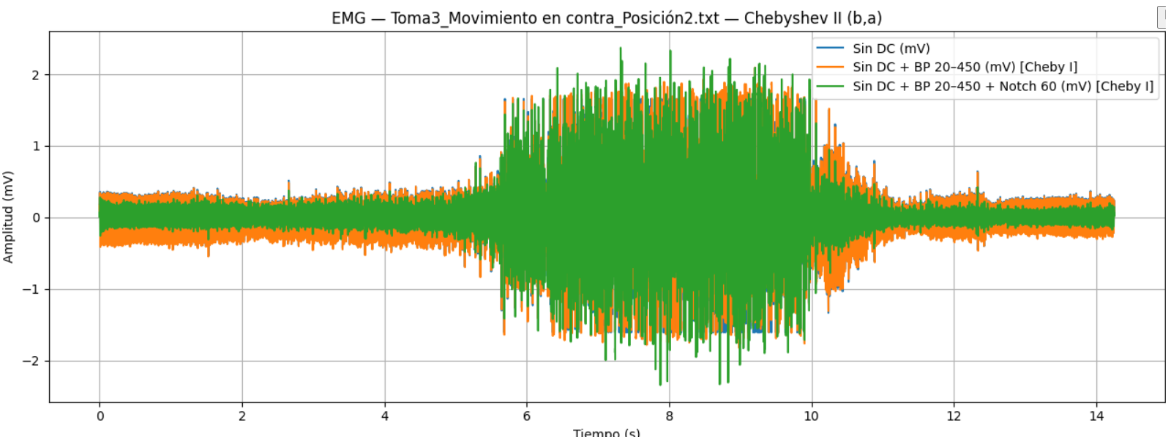 EMG — Toma3_Movimiento en contra_Posición2.txt — Chebyshev II (b,a)
Sin DC (mV)
Sin DC + BP 20–450 (mV) [Cheby I]
Sin DC + BP 20–450 + Notch 60 (mV) [Cheby I]
Amplitud (mV)
2
1
0
−1
−2
0 2 4 6 8 10 12 14
Tiempo (s)